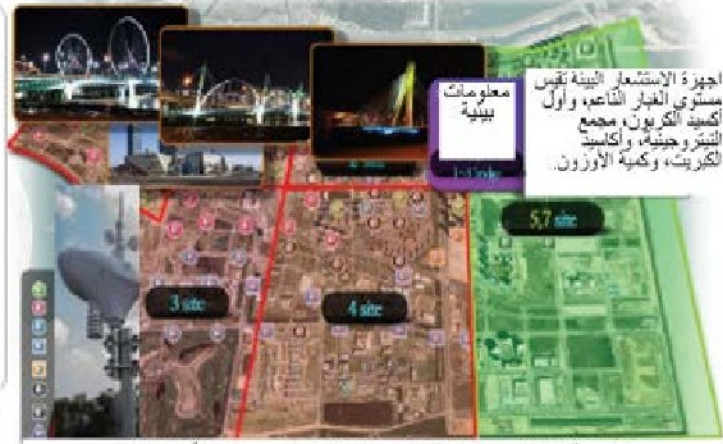 معلومات
بيئية
اجهزة الاستشعار البيئة تقيس
مستوى الغبار الناعم، وأول
أكسيد الكربون، مجمع
النيتروجينية، وأكاسيد
الكبريت، وكمية الاوزون.
5,7 site
3 site
4 site